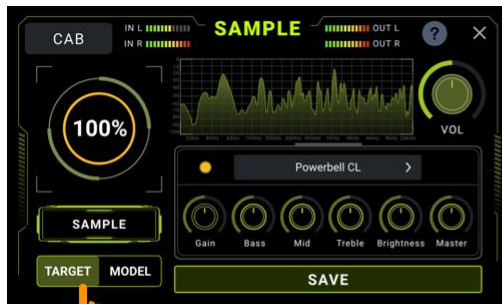 CAB
IN L
IN R
SAMPLE
OUT L
OUT R
?
VOL
100%
Powerbell CL
Gain
Bass
Mid
Treble
Brightness
Master
SAMPLE
TARGET
MODEL
SAVE